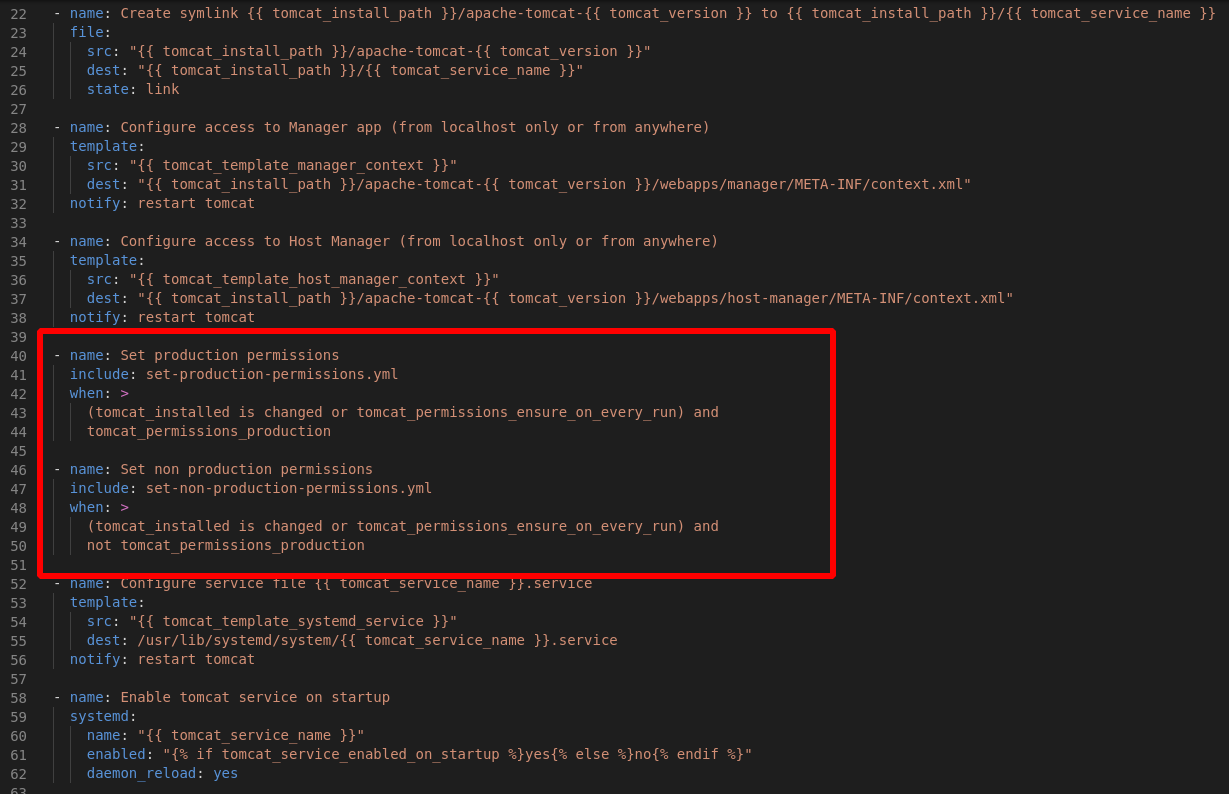 22 - name: Create symlink {{ tomcat_install_path }}/apache-tomcat-{{ tomcat_version }} to {{ tomcat_install_path }}/{{ tomcat_service_name }}
23 file:
24 src: "{{ tomcat_install_path }}/apache-tomcat-{{ tomcat_version }}"
25 dest: "{{ tomcat_install_path }}/{{ tomcat_service_name }}"
26 state: link
27
28 - name: Configure access to Manager app (from localhost only or from anywhere)
29 template:
30 src: "{{ tomcat_template_manager_context }}"
31 dest: "{{ tomcat_install_path }}/apache-tomcat-{{ tomcat_version }}/webapps/manager/META-INF/context.xml"
32 notify: restart tomcat
33
34 - name: Configure access to Host Manager (from localhost only or from anywhere)
35 template:
36 src: "{{ tomcat_template_host_manager_context }}"
37 dest: "{{ tomcat_install_path }}/apache-tomcat-{{ tomcat_version }}/webapps/host-manager/META-INF/context.xml"
38 notify: restart tomcat
39
40 - name: Set production permissions
41 include: set-production-permissions.yml
42 when: >
43 (tomcat_installed is changed or tomcat_permissions_ensure_on_every_run) and
44 tomcat_permissions_production
45
46 - name: Set non production permissions
47 include: set-non-production-permissions.yml
48 when: >
49 (tomcat_installed is changed or tomcat_permissions_ensure_on_every_run) and
50 not tomcat_permissions_production
51
52 - name: Configure service file {{ tomcat_service_name }}.service
53 template:
54 src: "{{ tomcat_template_systemd_service }}"
55 dest: /usr/lib/systemd/system/{{ tomcat_service_name }}.service
56 notify: restart tomcat
57
58 - name: Enable tomcat service on startup
59 systemd:
60 name: "{{ tomcat_service_name }}"
61 enabled: "{% if tomcat_service_enabled_on_startup %}yes{% else %}no{% endif %}"
62 daemon_reload: yes
63